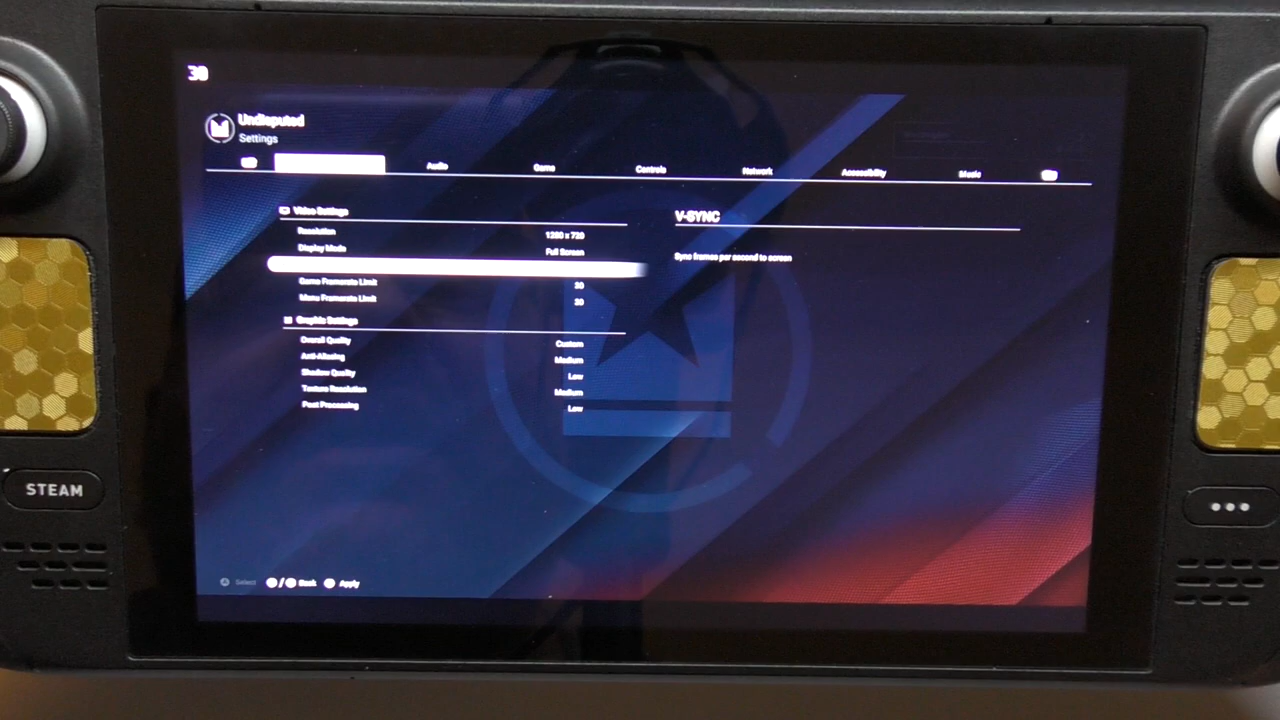 30
Undisputed
Settings
Audio Game Controls Network Accessibility Music
Video Settings
Resolution 1280 x 720
Display Mode Full Screen
Game Framerate Limit 30
Menu Framerate Limit 30
Graphic Settings
Overall Quality Custom
Anti-Aliasing Medium
Shadow Quality Low
Texture Resolution Medium
Post Processing Low
V-SYNC
Sync frames per second to screen
Select / Back Apply
STEAM